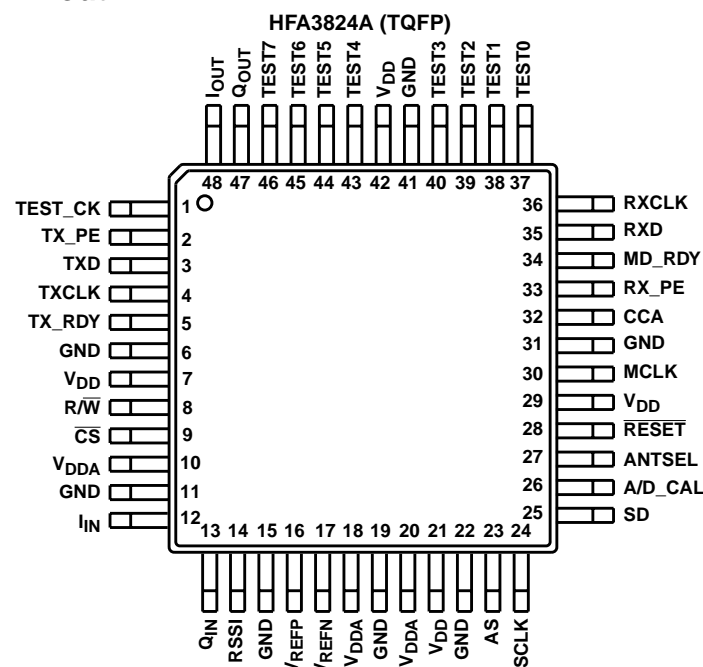 HFA3824A (TQFP)
IOUT
QOUT
TEST7
TEST6
TEST5
TEST4
VDD
GND
TEST3
TEST2
TEST1
TEST0
48 47 46 45 44 43 42 41 40 39 38 37
TEST_CK 1
TX_PE 2
TXD 3
TXCLK 4
TX_RDY 5
GND 6
VDD 7
R/W̅ 8
C̅S̅ 9
VDDA 10
GND 11
IIN 12
36 RXCLK
35 RXD
34 MD_RDY
33 RX_PE
32 CCA
31 GND
30 MCLK
29 VDD
28 R̅E̅S̅E̅T̅
27 ANTSEL
26 A/D_CAL
25 SD
13 14 15 16 17 18 19 20 21 22 23 24
QIN
RSSI
GND
VREFP
VREFN
VDDA
GND
VDDA
VDD
GND
AS
SCLK